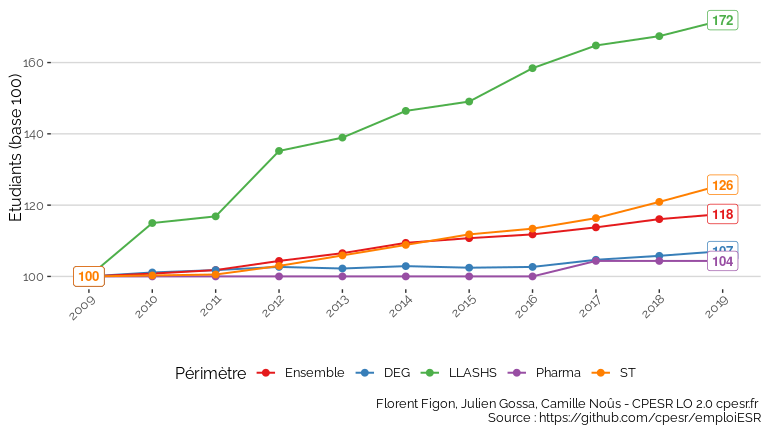 Etudiants (base 100)
160
140
120
100
172
126
118
107
104
100
2009 2010 2011 2012 2013 2014 2015 2016 2017 2018 2019
Périmètre Ensemble DEG LLASHS Pharma ST
Florent Figon, Julien Gossa, Camille Noûs - CPESR LO 2.0 cpesr.fr
Source : https://github.com/cpesr/emploiESR